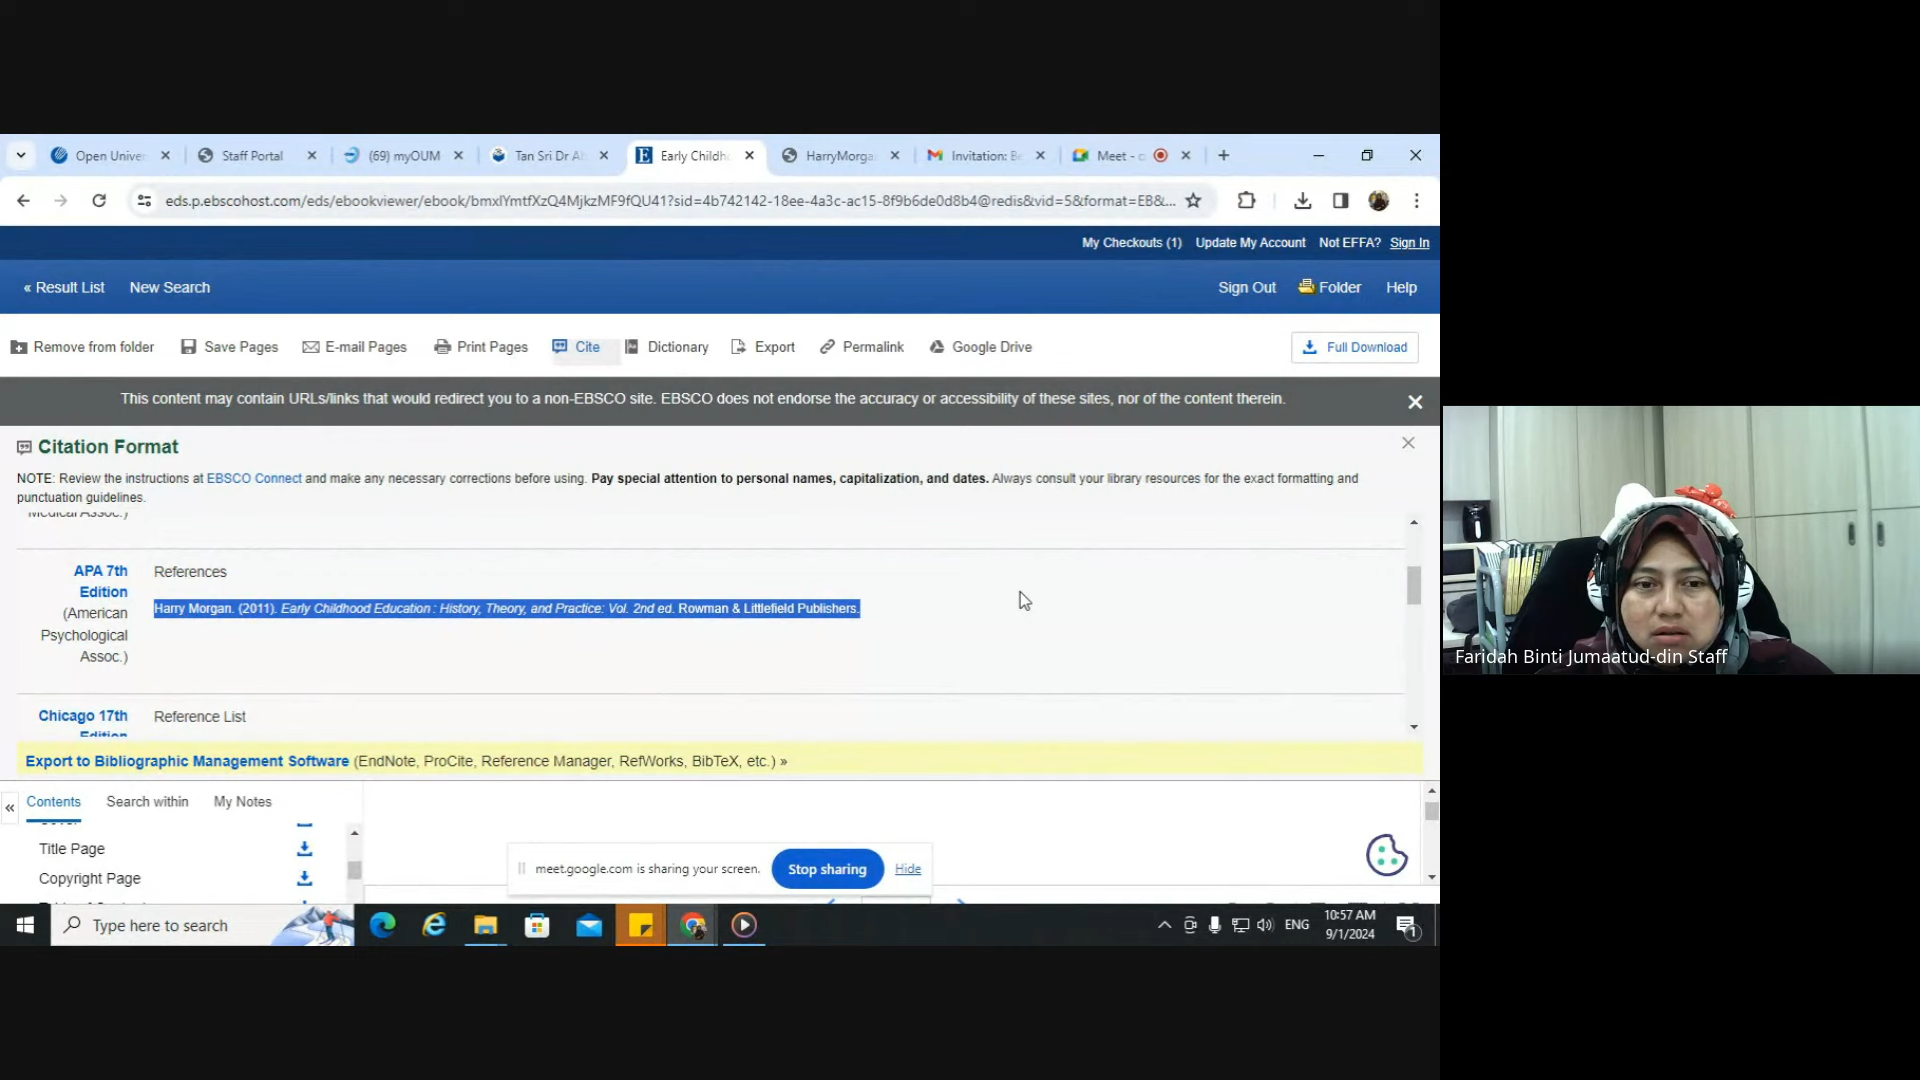 Open Unive
Staff Portal
(69) myOUM
Tan Sri Dr A
Early Childh
HarryMorga
Invitation: B
Meet - c
eds.p.ebscohost.com/eds/ebookviewer/ebook/bmxlYmtfXzQ4MjkzMF9fQU41?sid=4b742142-18ee-4a3c-ac15-8f9b6de0d8b4@redis&vid=5&format=EB&...
My Checkouts (1) Update My Account Not EFFA? Sign In
« Result List New Search Sign Out Folder Help
Remove from folder Save Pages E-mail Pages Print Pages Cite Dictionary Export Permalink Google Drive Full Download
This content may contain URLs/links that would redirect you to a non-EBSCO site. EBSCO does not endorse the accuracy or accessibility of these sites, nor of the content therein.
Citation Format
NOTE: Review the instructions at EBSCO Connect and make any necessary corrections before using. Pay special attention to personal names, capitalization, and dates. Always consult your library resources for the exact formatting and
punctuation guidelines.
Medical Assoc.)
APA 7th
Edition
(American
Psychological
Assoc.)
References
Harry Morgan. (2011). Early Childhood Education : History, Theory, and Practice: Vol. 2nd ed. Rowman & Littlefield Publishers.
Chicago 17th
Edition
Reference List
Export to Bibliographic Management Software (EndNote, ProCite, Reference Manager, RefWorks, BibTeX, etc.) »
« Contents Search within My Notes
Title Page
Copyright Page
meet.google.com is sharing your screen. Stop sharing Hide
Type here to search
ENG
10:57 AM
9/1/2024
1
Faridah Binti Jumaatud-din Staff